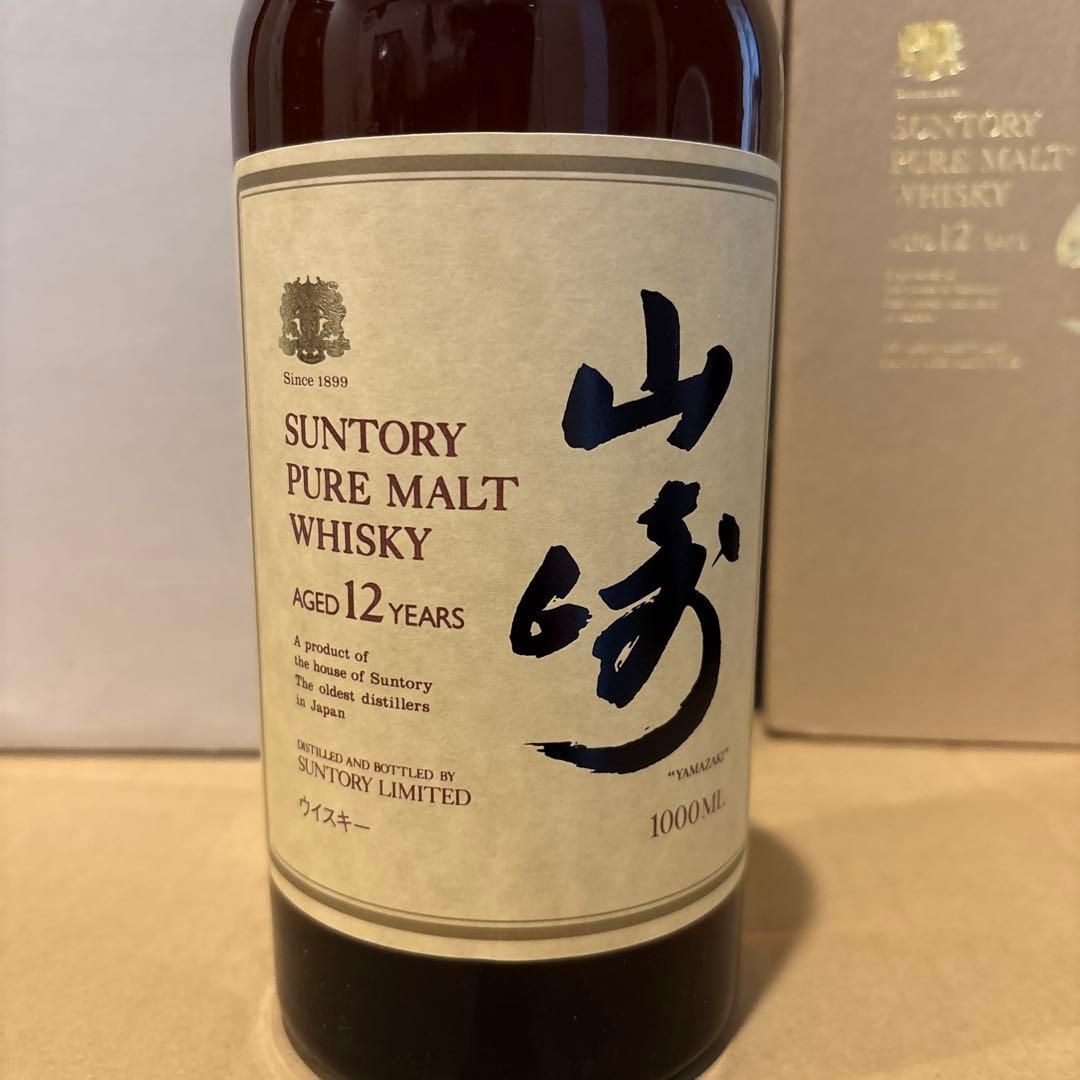 Since 1899
SUNTORY
PURE MALT
WHISKY
AGED 12 YEARS
A product of
the house of Suntory
The oldest distillers
in Japan
DISTILLED AND BOTTLED BY
SUNTORY LIMITED
ウイスキー
山崎
"YAMAZAKI"
1000ML
SUNTORY
PURE MALT
WHISKY
12